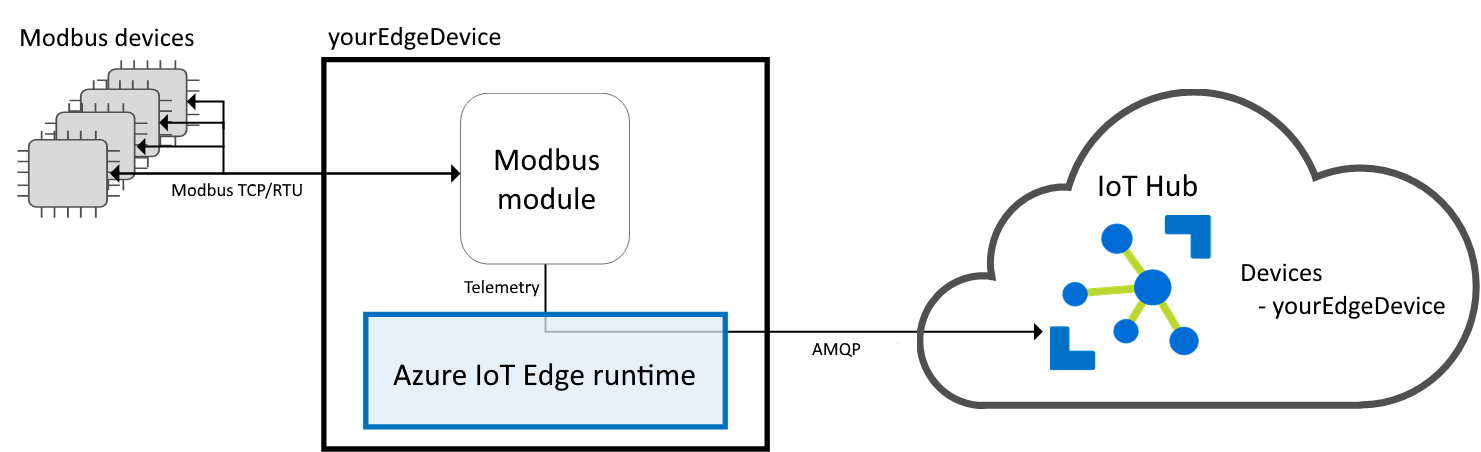 Modbus devices
yourEdgeDevice
Modbus
module
Modbus TCP/RTU
Telemetry
Azure IoT Edge runtime
AMQP
IoT Hub
Devices
- yourEdgeDevice